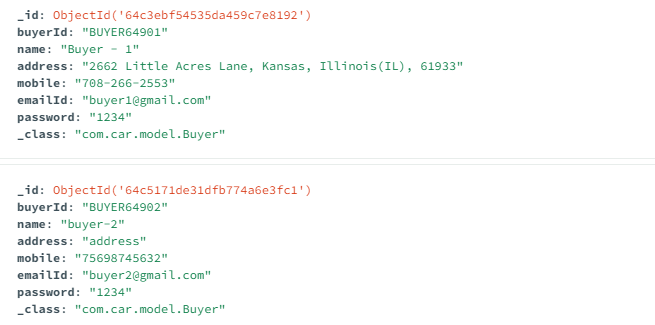 _id: ObjectId('64c3ebf54535da459c7e8192')
buyerId: "BUYER64901"
name: "Buyer - 1"
address: "2662 Little Acres Lane, Kansas, Illinois(IL), 61933"
mobile: "708-266-2553"
emailId: "buyer1@gmail.com"
password: "1234"
_class: "com.car.model.Buyer"
_id: ObjectId('64c5171de31dfb774a6e3fc1')
buyerId: "BUYER64902"
name: "buyer-2"
address: "address"
mobile: "75698745632"
emailId: "buyer2@gmail.com"
password: "1234"
_class: "com.car.model.Buyer"